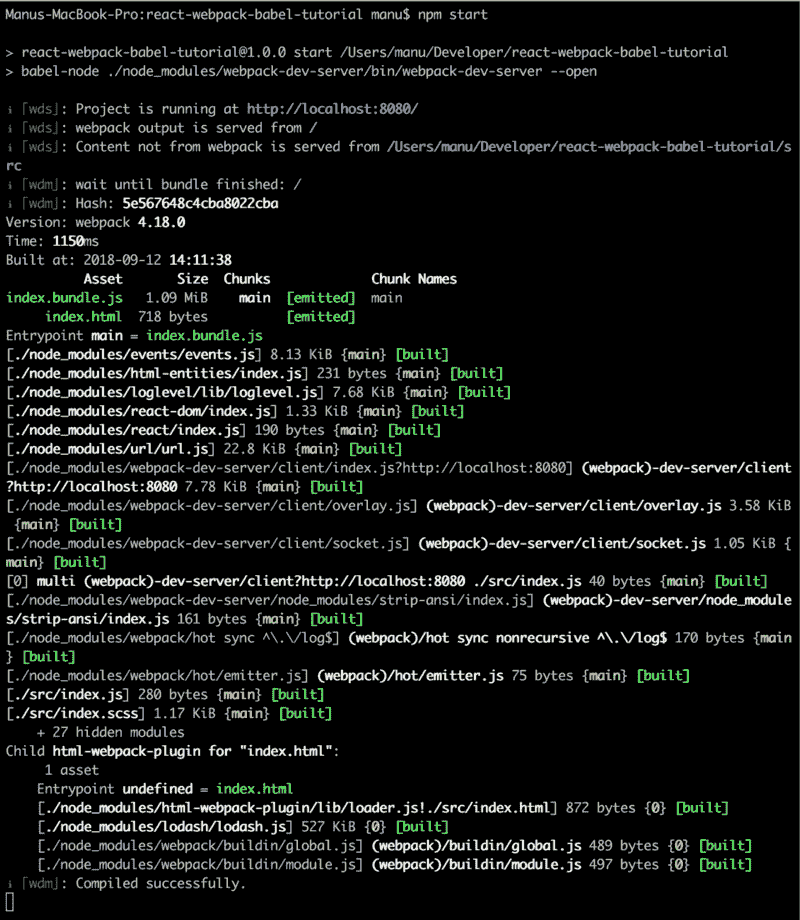 Manus-MacBook-Pro:react-webpack-babel-tutorial manu$ npm start
> react-webpack-babel-tutorial@1.0.0 start /Users/manu/Developer/react-webpack-babel-tutorial
> babel-node ./node_modules/webpack-dev-server/bin/webpack-dev-server --open
ℹ ｢wds｣: Project is running at http://localhost:8080/
ℹ ｢wds｣: webpack output is served from /
ℹ ｢wds｣: Content not from webpack is served from /Users/manu/Developer/react-webpack-babel-tutorial/s
rc
ℹ ｢wdm｣: wait until bundle finished: /
ℹ ｢wdm｣: Hash: 5e567648c4cba8022cba
Version: webpack 4.18.0
Time: 1150ms
Built at: 2018-09-12 14:11:38
Asset Size Chunks Chunk Names
index.bundle.js 1.09 MiB main [emitted] main
index.html 718 bytes [emitted]
Entrypoint main = index.bundle.js
[./node_modules/events/events.js] 8.13 KiB {main} [built]
[./node_modules/html-entities/index.js] 231 bytes {main} [built]
[./node_modules/loglevel/lib/loglevel.js] 7.68 KiB {main} [built]
[./node_modules/react-dom/index.js] 1.33 KiB {main} [built]
[./node_modules/react/index.js] 190 bytes {main} [built]
[./node_modules/url/url.js] 22.8 KiB {main} [built]
[./node_modules/webpack-dev-server/client/index.js?http://localhost:8080] (webpack)-dev-server/client
?http://localhost:8080 7.78 KiB {main} [built]
[./node_modules/webpack-dev-server/client/overlay.js] (webpack)-dev-server/client/overlay.js 3.58 KiB
{main} [built]
[./node_modules/webpack-dev-server/client/socket.js] (webpack)-dev-server/client/socket.js 1.05 KiB {
main} [built]
[0] multi (webpack)-dev-server/client?http://localhost:8080 ./src/index.js 40 bytes {main} [built]
[./node_modules/webpack-dev-server/node_modules/strip-ansi/index.js] (webpack)-dev-server/node_module
s/strip-ansi/index.js 161 bytes {main} [built]
[./node_modules/webpack/hot sync ^\.\/log$] (webpack)/hot sync nonrecursive ^\.\/log$ 170 bytes {main
} [built]
[./node_modules/webpack/hot/emitter.js] (webpack)/hot/emitter.js 75 bytes {main} [built]
[./src/index.js] 280 bytes {main} [built]
[./src/index.scss] 1.17 KiB {main} [built]
+ 27 hidden modules
Child html-webpack-plugin for "index.html":
1 asset
Entrypoint undefined = index.html
[./node_modules/html-webpack-plugin/lib/loader.js!./src/index.html] 872 bytes {0} [built]
[./node_modules/lodash/lodash.js] 527 KiB {0} [built]
[./node_modules/webpack/buildin/global.js] (webpack)/buildin/global.js 489 bytes {0} [built]
[./node_modules/webpack/buildin/module.js] (webpack)/buildin/module.js 497 bytes {0} [built]
ℹ ｢wdm｣: Compiled successfully.